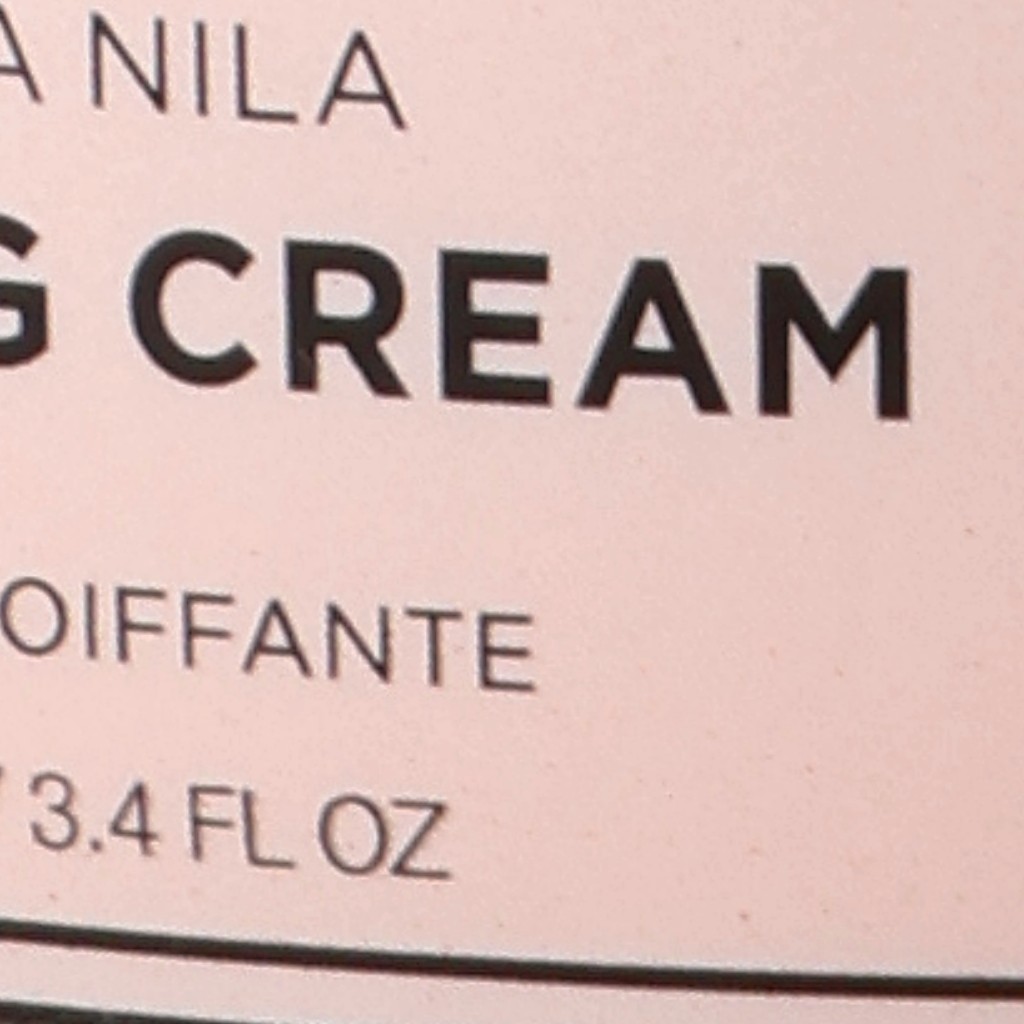 A NILA
G CREAM
OIFFANTE
3.4 FL OZ